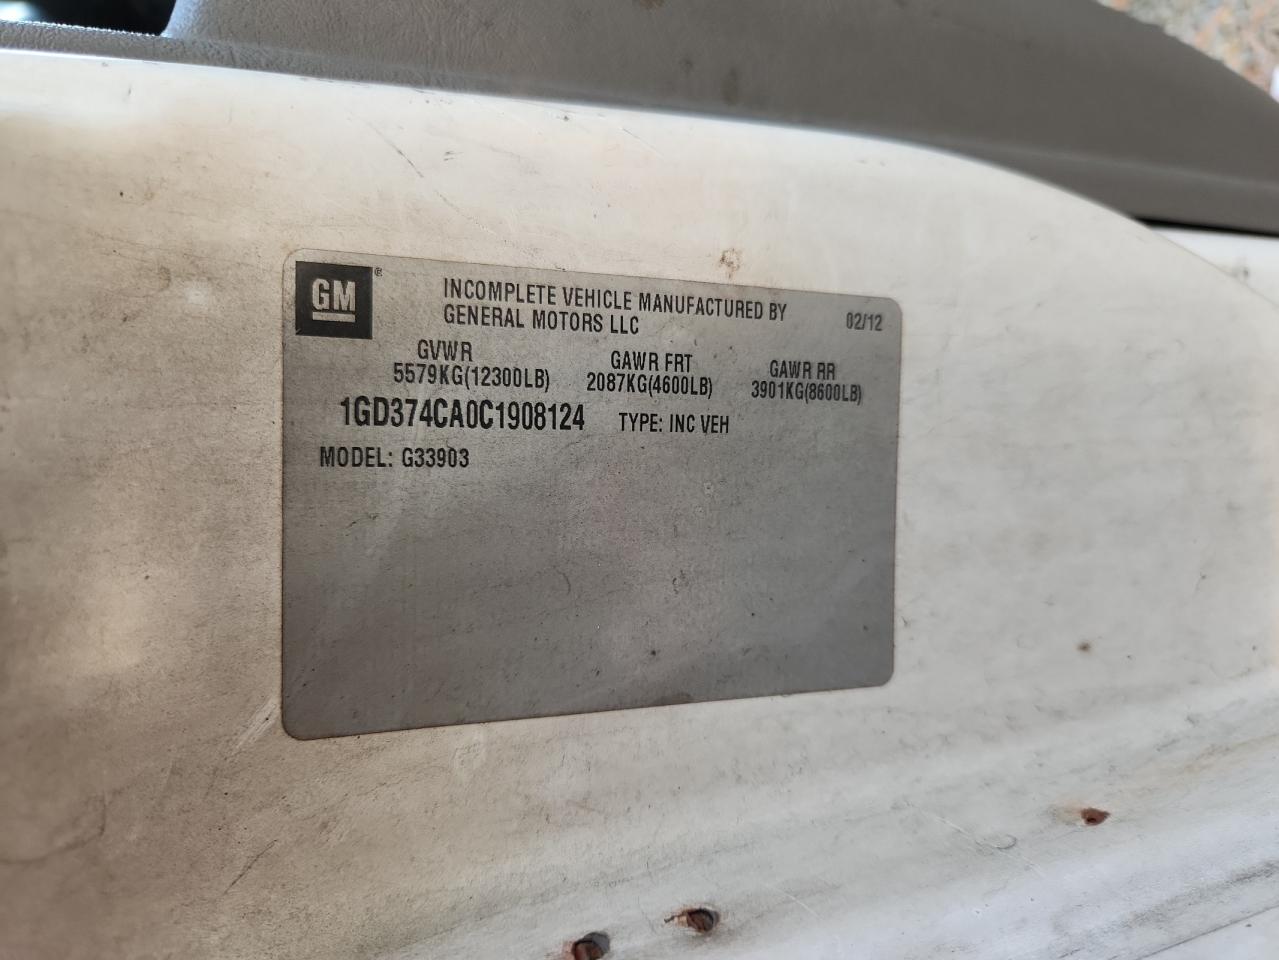 GM ®
INCOMPLETE VEHICLE MANUFACTURED BY
GENERAL MOTORS LLC
02/12
GVWR GAWR FRT GAWR RR
5579KG(12300LB) 2087KG(4600LB) 3901KG(8600LB)
1GD374CA0C1908124 TYPE: INC VEH
MODEL: G33903